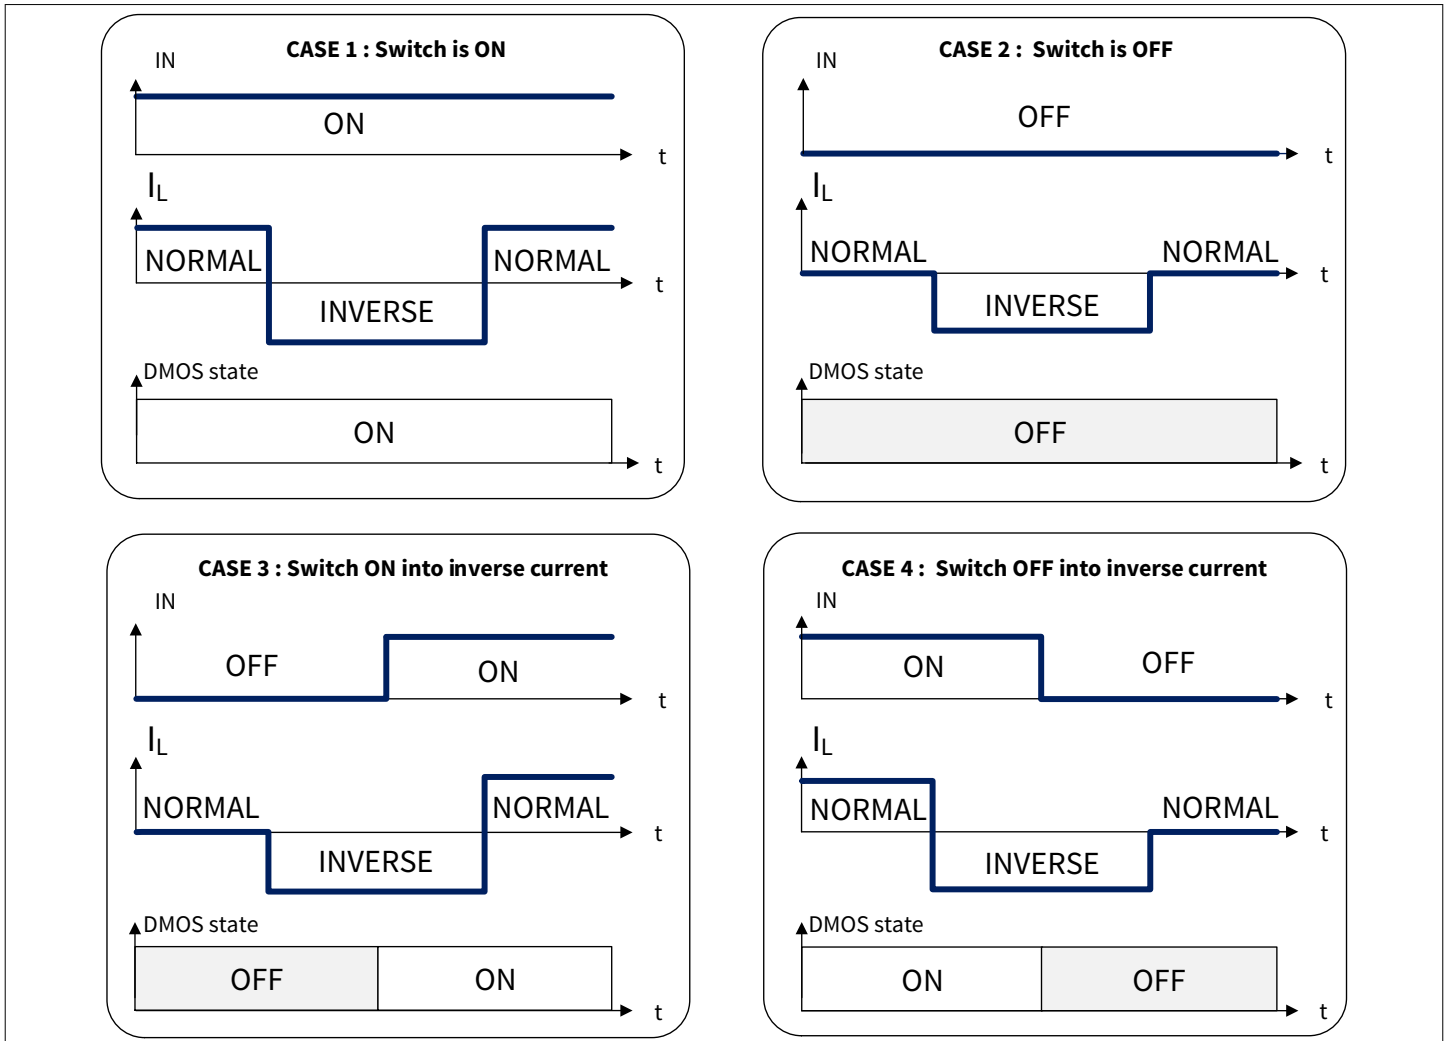 CASE 1 : Switch is ON
IN
ON
t
IL
NORMAL
NORMAL
INVERSE
t
DMOS state
ON
t
CASE 2 : Switch is OFF
IN
OFF
t
IL
NORMAL
NORMAL
INVERSE
t
DMOS state
OFF
t
CASE 3 : Switch ON into inverse current
IN
OFF
ON
t
IL
NORMAL
NORMAL
INVERSE
t
DMOS state
OFF
ON
t
CASE 4 : Switch OFF into inverse current
IN
ON
OFF
t
IL
NORMAL
NORMAL
INVERSE
t
DMOS state
ON
OFF
t